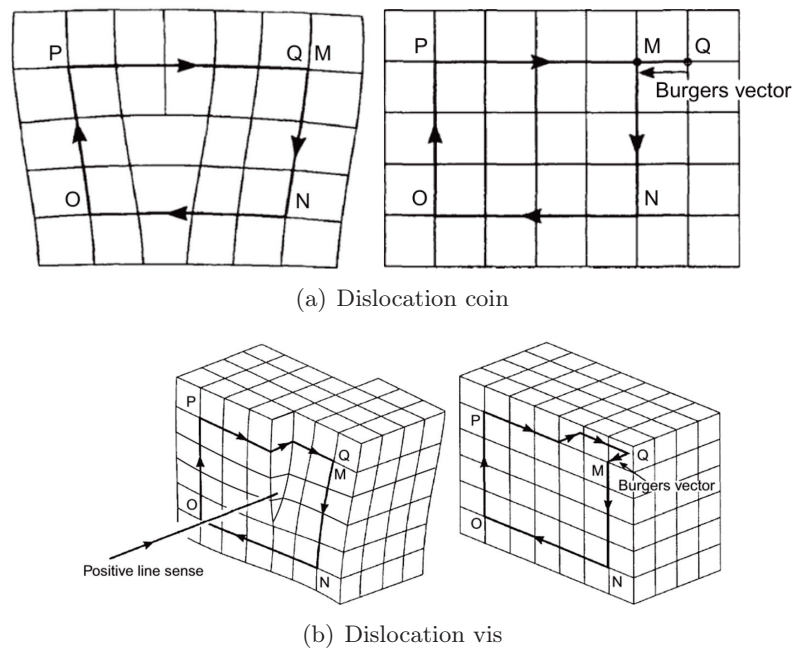 P Q M P M Q
Burgers vector
O N O N
(a) Dislocation coin
P Q M P Q M
Burgers vector
O O
Positive line sense
N N
(b) Dislocation vis